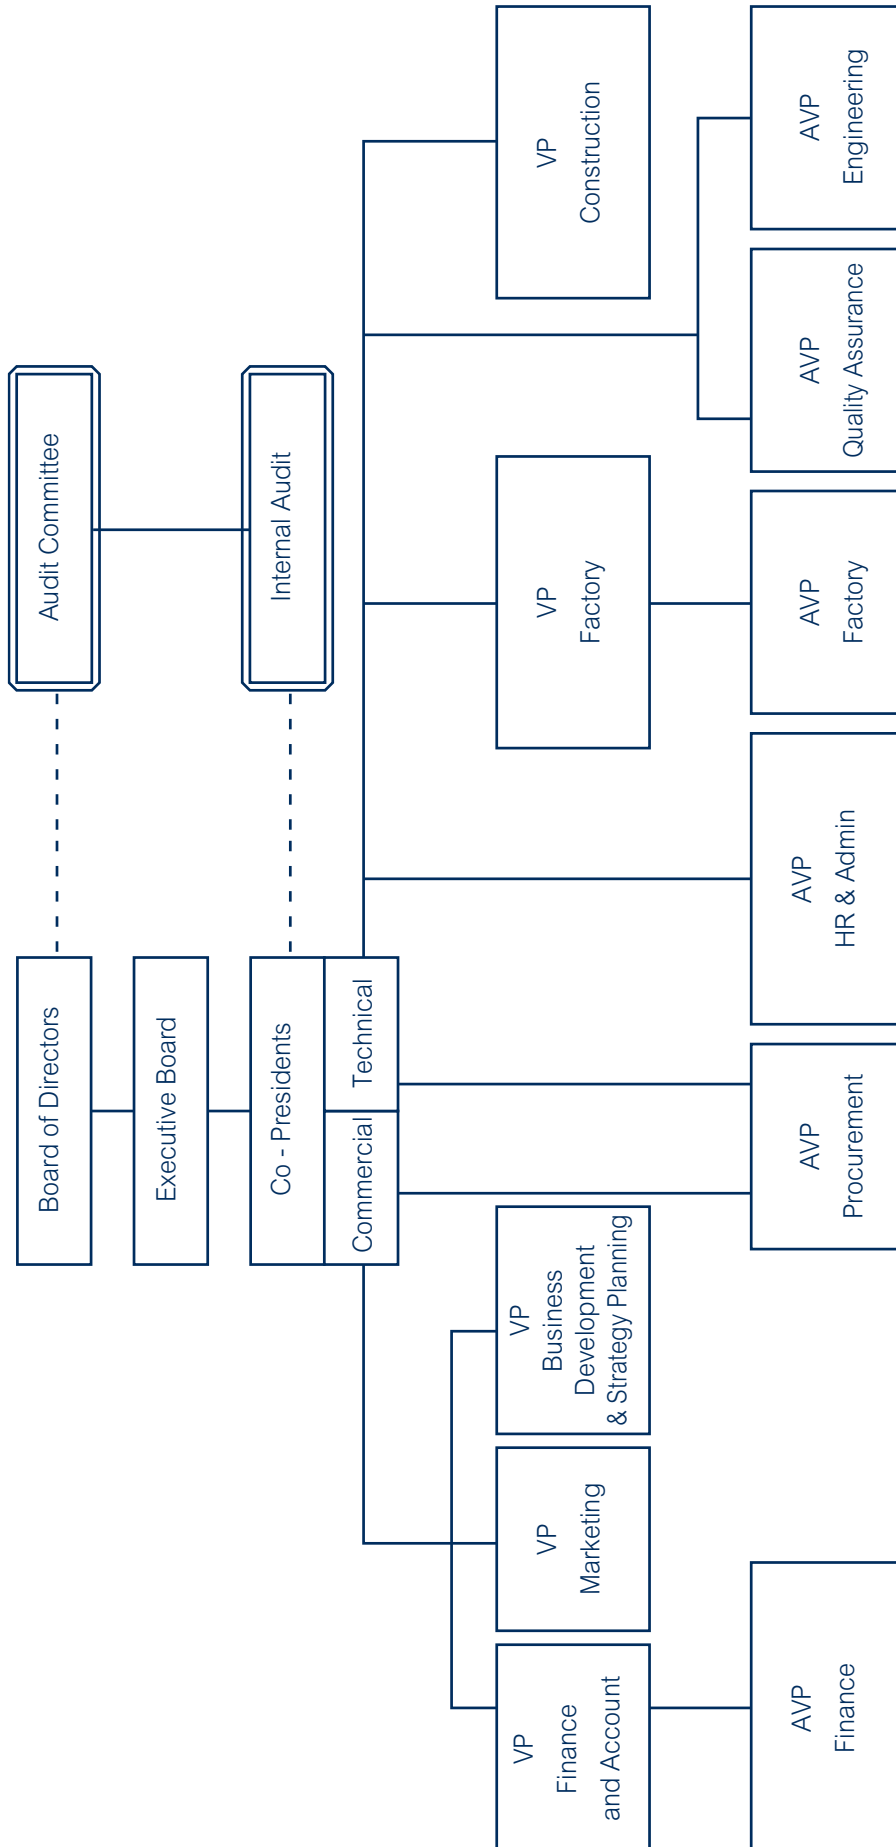 Board of Directors
Audit Committee
Executive Board
Co - Presidents
Internal Audit
Commercial
Technical
VP
Finance
and Account
VP
Marketing
VP
Business
Development
& Strategy Planning
VP
Factory
VP
Construction
AVP
Finance
AVP
Procurement
AVP
HR & Admin
AVP
Factory
AVP
Quality Assurance
AVP
Engineering